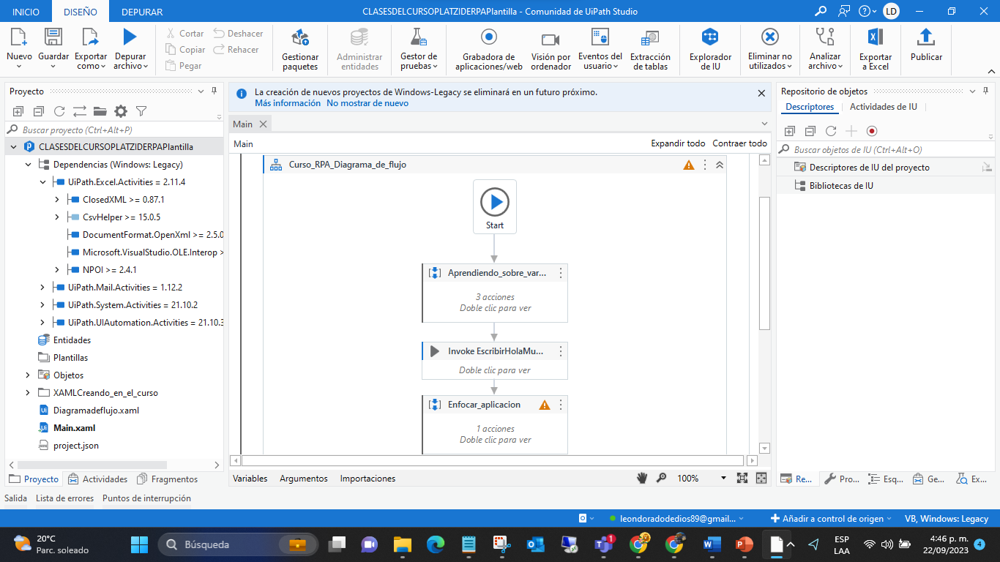 INICIO DISEÑO DEPURAR CLASESDELCURSOPLATZIDERPAPlantilla - Comunidad de UiPath Studio LD
Nuevo Guardar Exportar como Depurar archivo
Cortar Deshacer
Copiar Rehacer
Pegar
Gestionar paquetes
Administrar entidades
Gestor de pruebas
Grabadora de aplicaciones/web
Visión por ordenador
Eventos del usuario
Extracción de tablas
Explorador de IU
Eliminar no utilizados
Analizar archivo
Exportar a Excel
Publicar
Proyecto
Buscar proyecto (Ctrl+Alt+P)
CLASESDELCURSOPLATZIDERPAPlantilla
Dependencias (Windows: Legacy)
UiPath.Excel.Activities = 2.11.4
ClosedXML >= 0.87.1
CsvHelper >= 15.0.5
DocumentFormat.OpenXml >= 2.5.0
Microsoft.VisualStudio.OLE.Interop >
NPOI >= 2.4.1
UiPath.Mail.Activities = 1.12.2
UiPath.System.Activities = 21.10.2
UiPath.UIAutomation.Activities = 21.10.3
Entidades
Plantillas
Objetos
XAMLCreando_en_el_curso
Diagramadeflujo.xaml
Main.xaml
project.json
Proyecto Actividades Fragmentos
La creación de nuevos proyectos de Windows-Legacy se eliminará en un futuro próximo.
Más información No mostrar de nuevo
Main
Main Expandir todo Contraer todo
Curso_RPA_Diagrama_de_flujo
Start
Aprendiendo_sobre_var...
3 acciones
Doble clic para ver
Invoke EscribirHolaMu...
Doble clic para ver
Enfocar_aplicacion
1 acciones
Doble clic para ver
Variables Argumentos Importaciones 100%
Repositorio de objetos
Descriptores Actividades de IU
Buscar objetos de IU (Ctrl+Alt+O)
Descriptores de IU del proyecto
Bibliotecas de IU
Re... Pro... Esq... Ge... Ex...
Salida Lista de errores Puntos de interrupción
leondoradodedios89@gmail... Añadir a control de origen VB, Windows: Legacy
20°C
Parc. soleado
Búsqueda
1
ESP
LAA
4:46 p. m.
22/09/2023
4